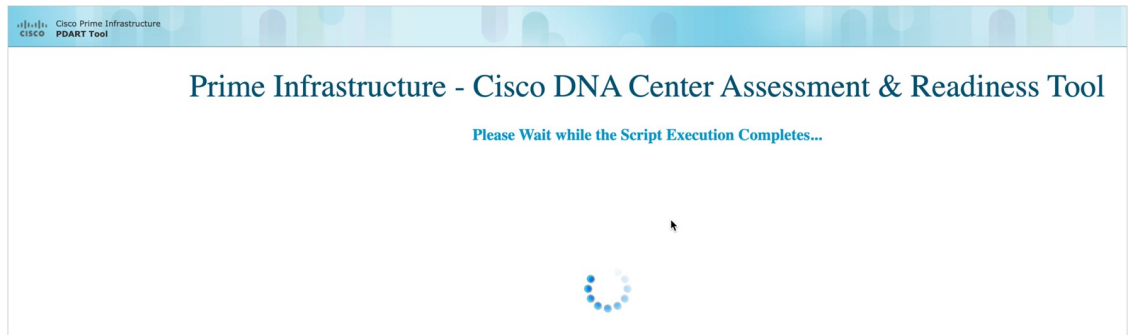 Cisco Prime Infrastructure
CISCO PDART Tool
Prime Infrastructure - Cisco DNA Center Assessment & Readiness Tool
Please Wait while the Script Execution Completes...